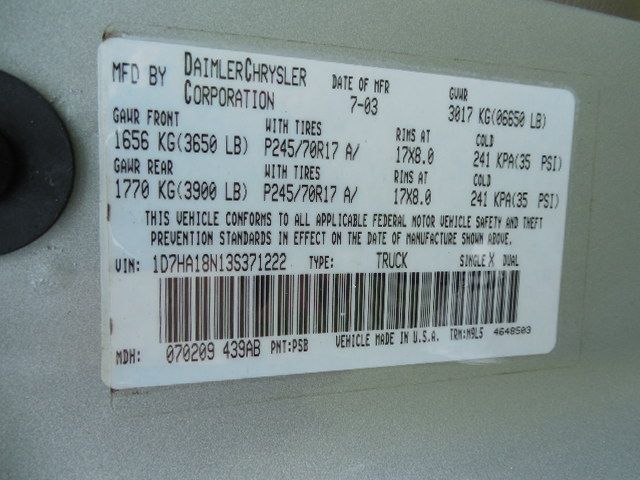 MFD BY DAIMLERCHRYSLER CORPORATION DATE OF MFR 7-03 GVWR 3017 KG(06650 LB)
GAWR FRONT WITH TIRES RIMS AT COLD
1656 KG(3650 LB) P245/70R17 A/ 17X8.0 241 KPA(35 PSI)
GAWR REAR WITH TIRES RIMS AT COLD
1770 KG(3900 LB) P245/70R17 A/ 17X8.0 241 KPA(35 PSI)
THIS VEHICLE CONFORMS TO ALL APPLICABLE FEDERAL MOTOR VEHICLE SAFETY AND THEFT
PREVENTION STANDARDS IN EFFECT ON THE DATE OF MANUFACTURE SHOWN ABOVE.
VIN: 1D7HA18N13S371222 TYPE: TRUCK SINGLE X DUAL
MDH: 070209 439AB PNT:PSB VEHICLE MADE IN U.S.A. TRM:M9L5 4648503